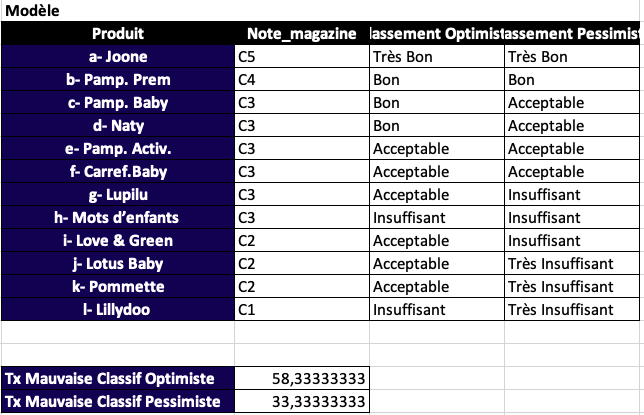 Modèle
Produit Note_magazine lassement Optimist assement Pessimist
a- Joone C5 Très Bon Très Bon
b- Pamp. Prem C4 Bon Bon
c- Pamp. Baby C3 Bon Acceptable
d- Naty C3 Bon Acceptable
e- Pamp. Activ. C3 Acceptable Acceptable
f- Carref.Baby C3 Acceptable Acceptable
g- Lupilu C3 Acceptable Insuffisant
h- Mots d’enfants C3 Insuffisant Insuffisant
i- Love & Green C2 Acceptable Insuffisant
j- Lotus Baby C2 Acceptable Très Insuffisant
k- Pommette C2 Acceptable Très Insuffisant
l- Lillydoo C1 Insuffisant Très Insuffisant
Tx Mauvaise Classif Optimiste 58,33333333
Tx Mauvaise Classif Pessimiste 33,33333333